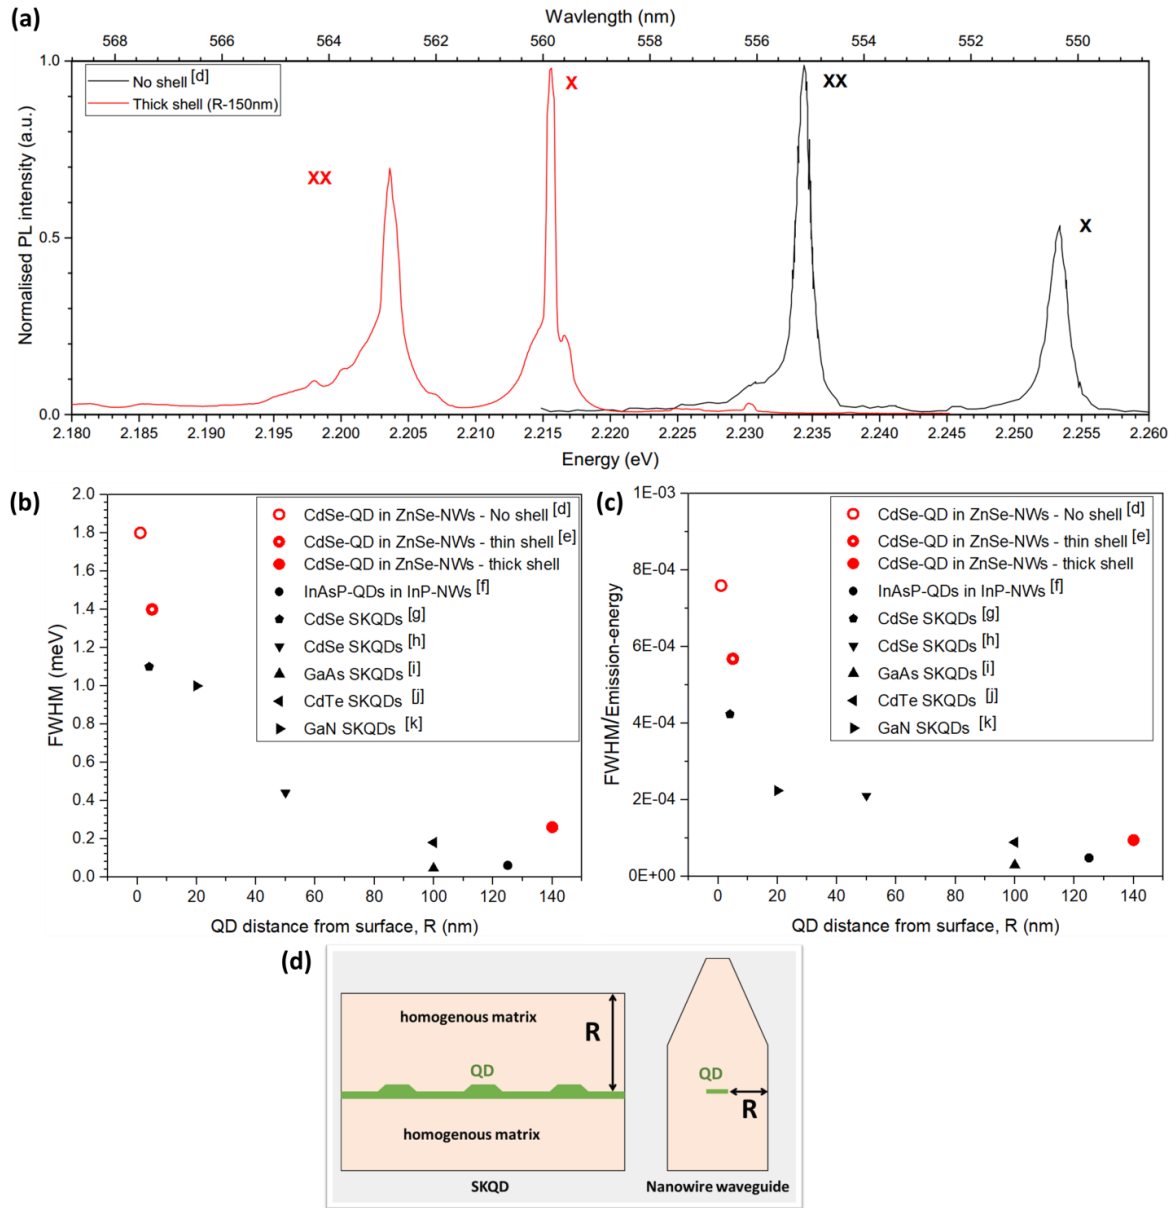 (a)
Wavlength (nm)
568 566 564 562 560 558 556 554 552 550
Normalised PL intensity (a.u.)
1.0
0.5
0.0
No shell [d]
Thick shell (R-150nm)
XX
X
XX
X
2.180 2.185 2.190 2.195 2.200 2.205 2.210 2.215 2.220 2.225 2.230 2.235 2.240 2.245 2.250 2.255 2.260
Energy (eV)
(b)
FWHM (meV)
2.0
1.8
1.6
1.4
1.2
1.0
0.8
0.6
0.4
0.2
0.0
CdSe-QD in ZnSe-NWs - No shell [d]
CdSe-QD in ZnSe-NWs - thin shell [e]
CdSe-QD in ZnSe-NWs - thick shell
InAsP-QDs in InP-NWs [f]
CdSe SKQDs [g]
CdSe SKQDs [h]
GaAs SKQDs [i]
CdTe SKQDs [j]
GaN SKQDs [k]
0 20 40 60 80 100 120 140
QD distance from surface, R (nm)
(c)
FWHM/Emission-energy
1E-03
8E-04
6E-04
4E-04
2E-04
0E+00
CdSe-QD in ZnSe-NWs - No shell [d]
CdSe-QD in ZnSe-NWs - thin shell [e]
CdSe-QD in ZnSe-NWs - thick shell
InAsP-QDs in InP-NWs [f]
CdSe SKQDs [g]
CdSe SKQDs [h]
GaAs SKQDs [i]
CdTe SKQDs [j]
GaN SKQDs [k]
0 20 40 60 80 100 120 140
QD distance from surface, R (nm)
(d)
homogenous matrix
R
QD
homogenous matrix
SKQD
QD
R
Nanowire waveguide